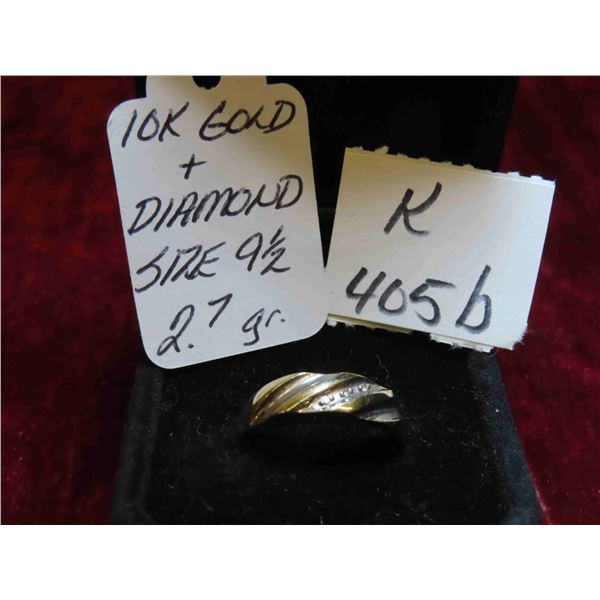 10K GOLD
+
DIAMOND
SIZE 9½
2.7 gr.
K
405b